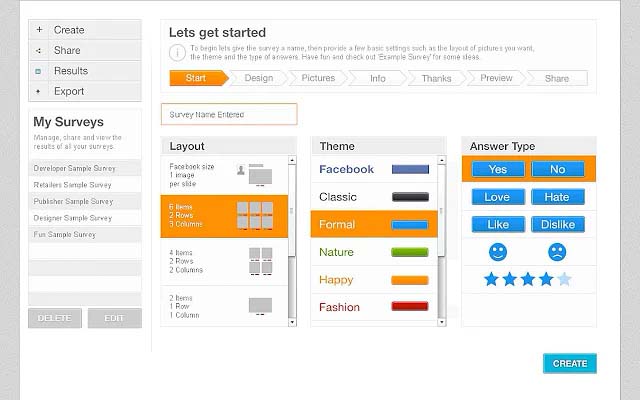 Create
Share
Results
Export
My Surveys
Manage, share and view the
results of all your surveys.
Developer Sample Survey
Retailers Sample Survey
Publisher Sample Survey
Designer Sample Survey
Fun Sample Survey
DELETE
EDIT
Lets get started
To begin lets give the survey a name, then provide a few basic settings such as the layout of pictures you want,
the theme and the type of answers. Have fun and check out 'Example Survey' for some ideas.
Start
Design
Pictures
Info
Thanks
Preview
Share
Survey Name Entered
Layout
Facebook size
1 image
per slide
6 Items
2 Rows
3 Columns
4 Items
2 Rows
2 Columns
2 Items
1 Row
1 Column
Theme
Facebook
Classic
Formal
Nature
Happy
Fashion
Answer Type
Yes
No
Love
Hate
Like
Dislike
CREATE